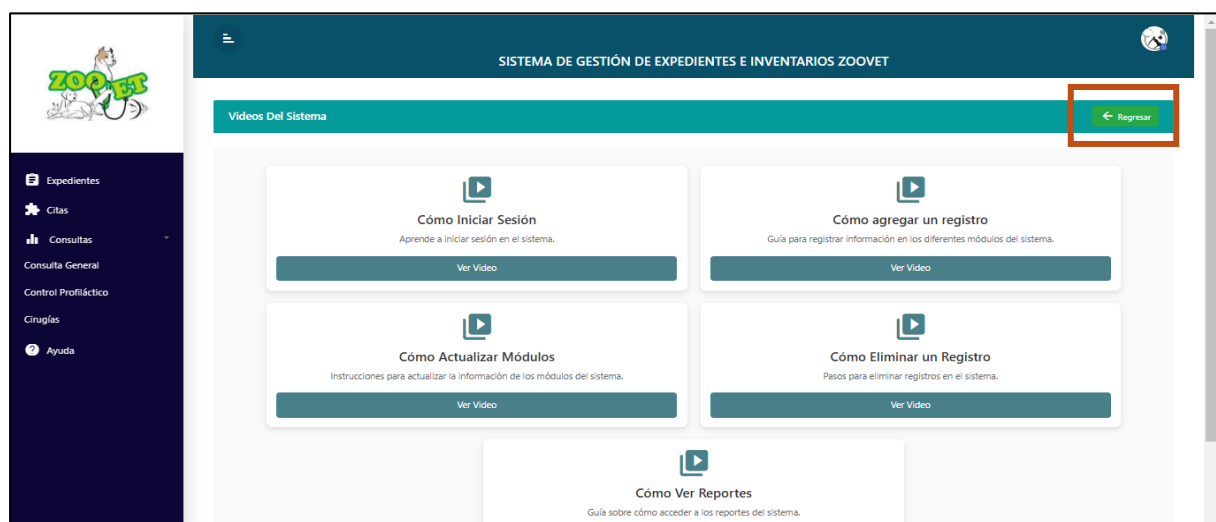 ZOOVET
SISTEMA DE GESTIÓN DE EXPEDIENTES E INVENTARIOS ZOOVET
Videos Del Sistema
Regresar
Expedientes
Citas
Consultas
Consulta General
Control Profiláctico
Cirugías
Ayuda
Cómo Iniciar Sesión
Aprende a iniciar sesión en el sistema.
Ver Video
Cómo agregar un registro
Guía para registrar información en los diferentes módulos del sistema.
Ver Video
Cómo Actualizar Módulos
Instrucciones para actualizar la información de los módulos del sistema.
Ver Video
Cómo Eliminar un Registro
Pasos para eliminar registros en el sistema.
Ver Video
Cómo Ver Reportes
Guía sobre cómo acceder a los reportes del sistema.